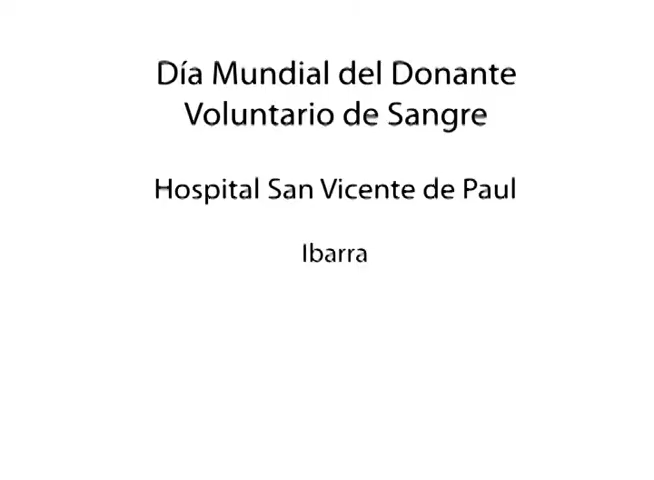 Día Mundial del Donante
Voluntario de Sangre
Hospital San Vicente de Paul
Ibarra